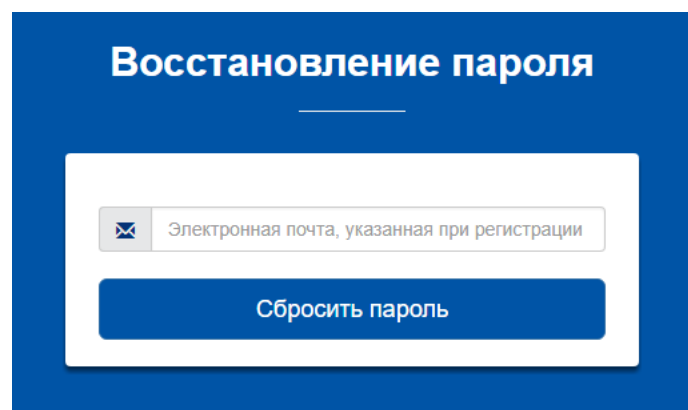 Восстановление пароля
Электронная почта, указанная при регистрации
Сбросить пароль